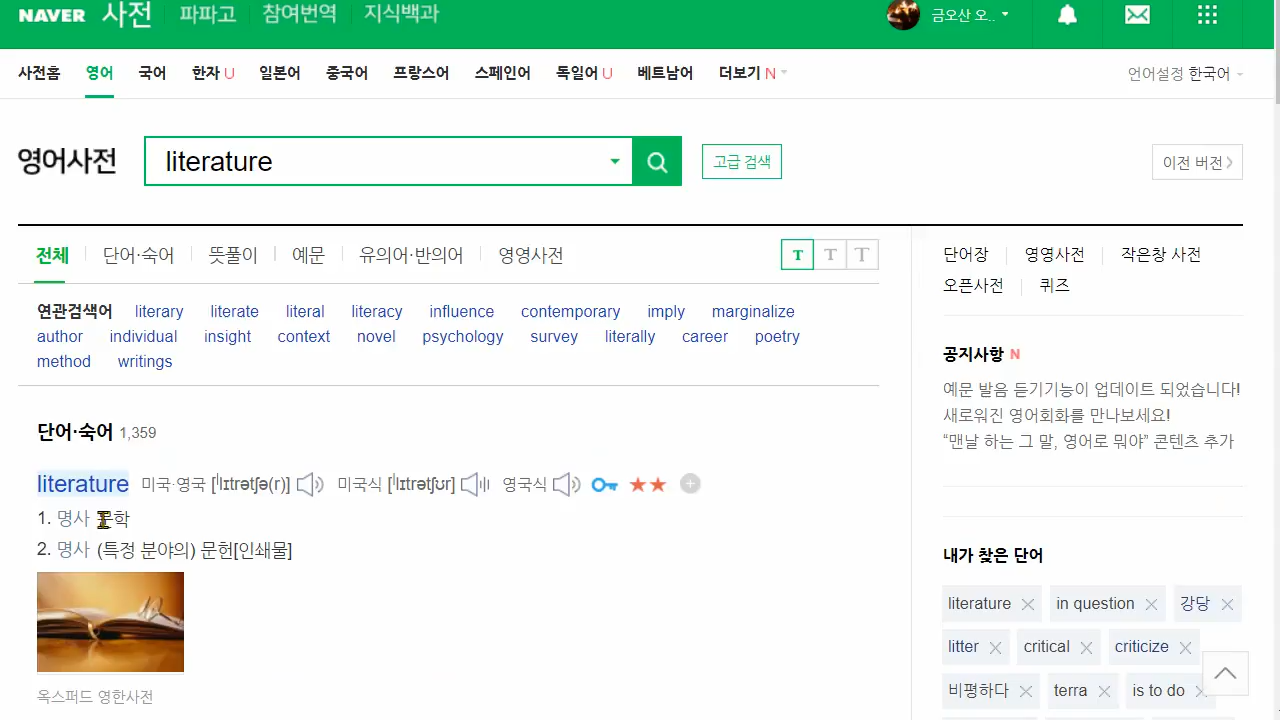 NAVER 사전 파파고 참여번역 지식백과 금오산 오..
사전홈 영어 국어 한자 U 일본어 중국어 프랑스어 스페인어 독일어 U 베트남어 더보기 N 언어설정 한국어
영어사전 literature 고급 검색 이전 버전
전체 단어·숙어 뜻풀이 예문 유의어·반의어 영영사전 T T T
연관검색어 literary literate literal literacy influence contemporary imply marginalize
author individual insight context novel psychology survey literally career poetry
method writings
단어·숙어 1,359
literature 미국·영국 [ˈlɪtrətʃə(r)] 미국식 [ˈlɪtrətʃʊr] 영국식
1. 명사 문학
2. 명사 (특정 분야의) 문헌[인쇄물]
옥스퍼드 영한사전
단어장 영영사전 작은창 사전
오픈사전 퀴즈
공지사항 N
예문 발음 듣기기능이 업데이트 되었습니다!
새로워진 영어회화를 만나보세요!
“맨날 하는 그 말, 영어로 뭐야” 콘텐츠 추가
내가 찾은 단어
literature in question 강당
litter critical criticize
비평하다 terra is to do